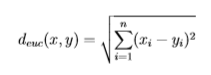 d_{euc}(x, y) = \sqrt{\sum_{i=1}^{n} (x_i - y_i)^2}